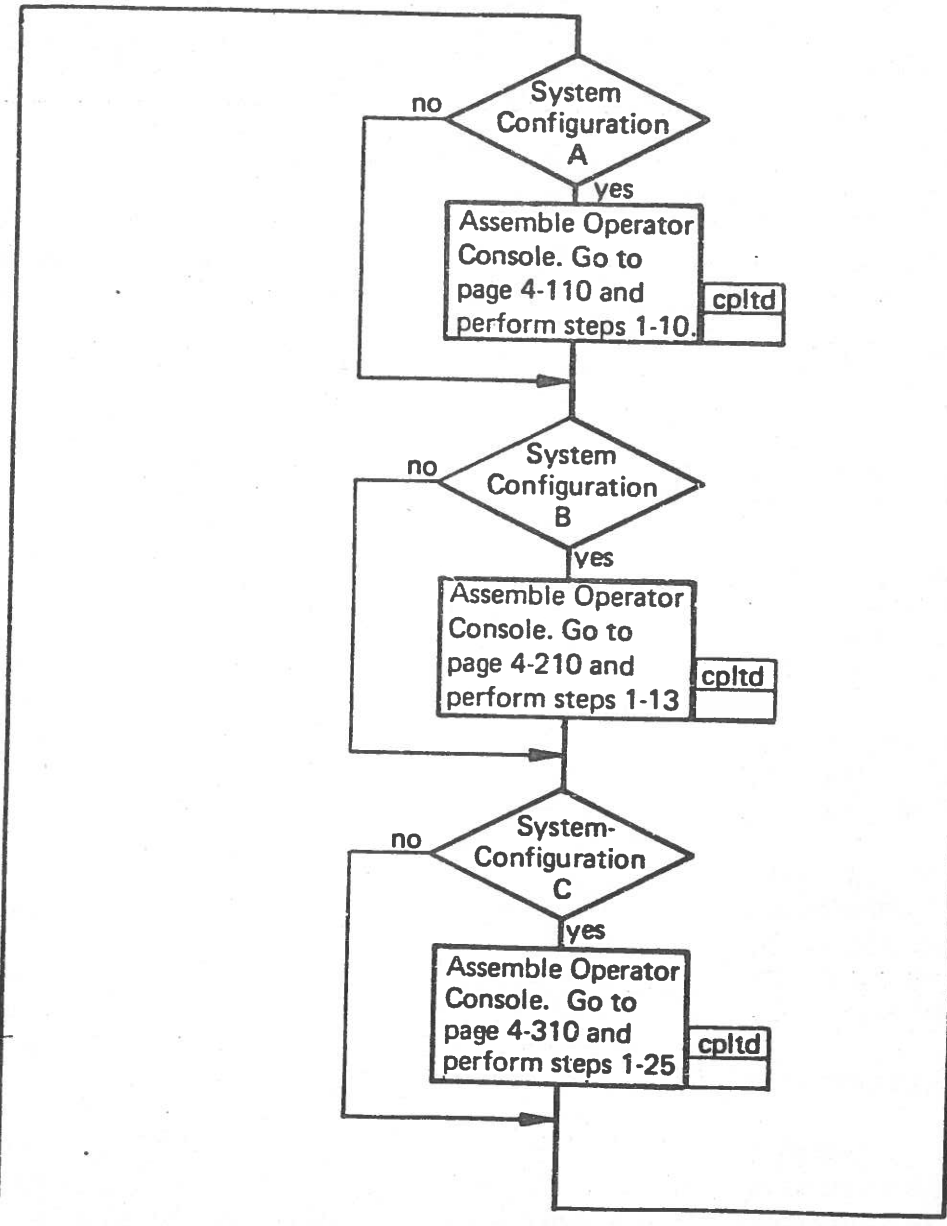 System
Configuration
A
no
yes
Assemble Operator
Console. Go to
page 4-110 and
perform steps 1-10.
cpltd
System
Configuration
B
no
yes
Assemble Operator
Console. Go to
page 4-210 and
perform steps 1-13
cpltd
System-
Configuration
C
no
yes
Assemble Operator
Console. Go to
page 4-310 and
perform steps 1-25
cpltd